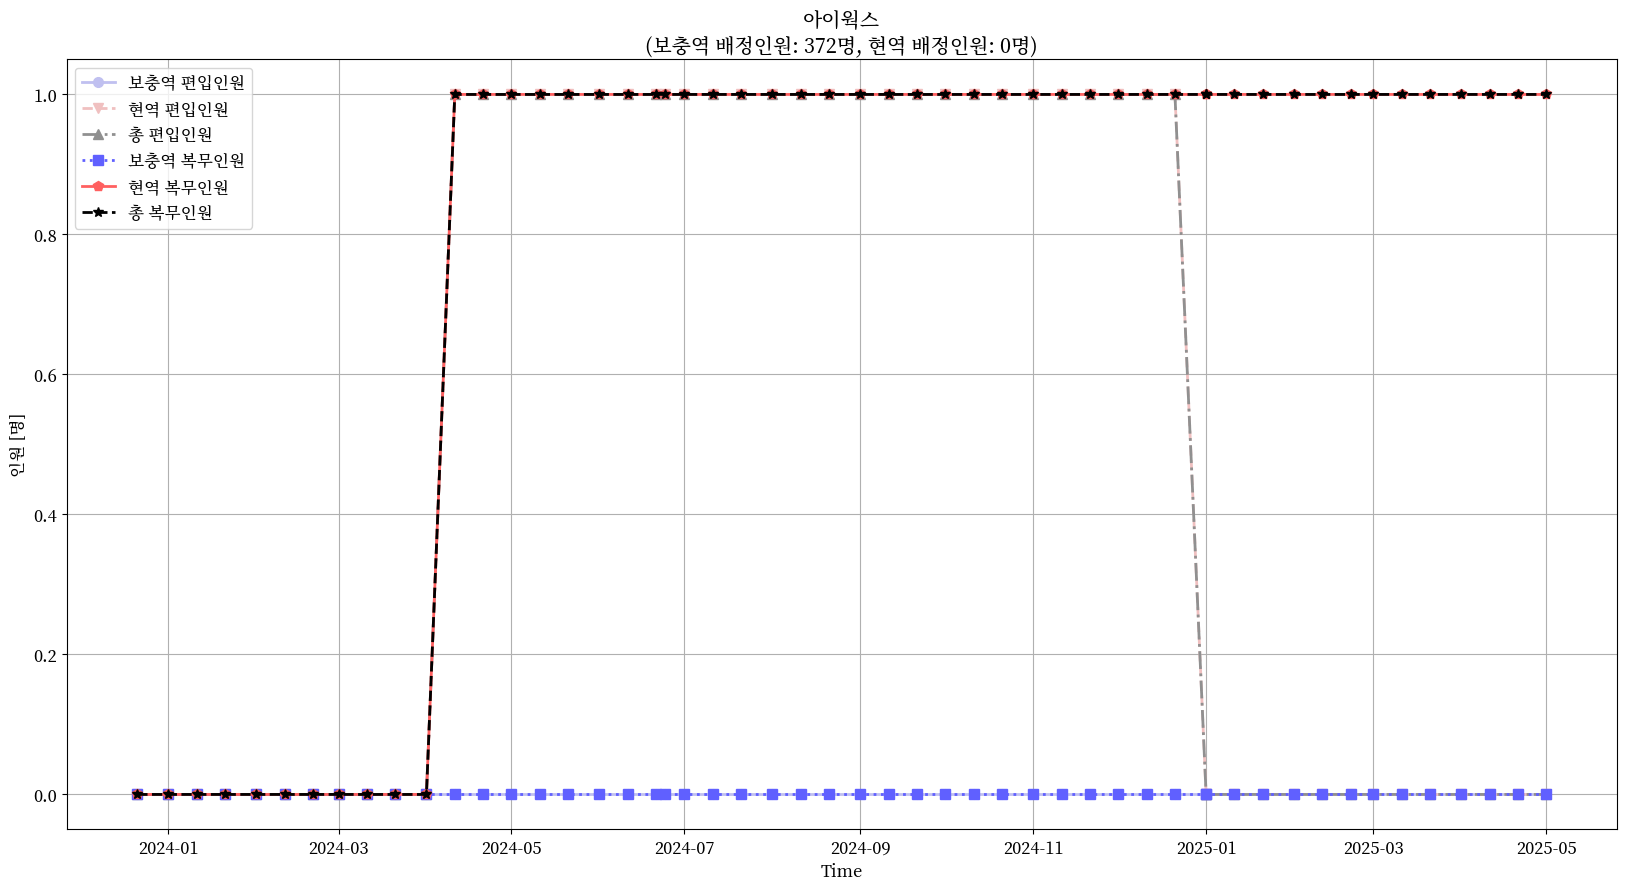 아이웍스
(보충역 배정인원: 372명, 현역 배정인원: 0명)
보충역 편입인원
현역 편입인원
총 편입인원
보충역 복무인원
현역 복무인원
총 복무인원
1.0
0.8
0.6
0.4
0.2
0.0
인원 [명]
2024-01
2024-03
2024-05
2024-07
2024-09
2024-11
2025-01
2025-03
2025-05
Time